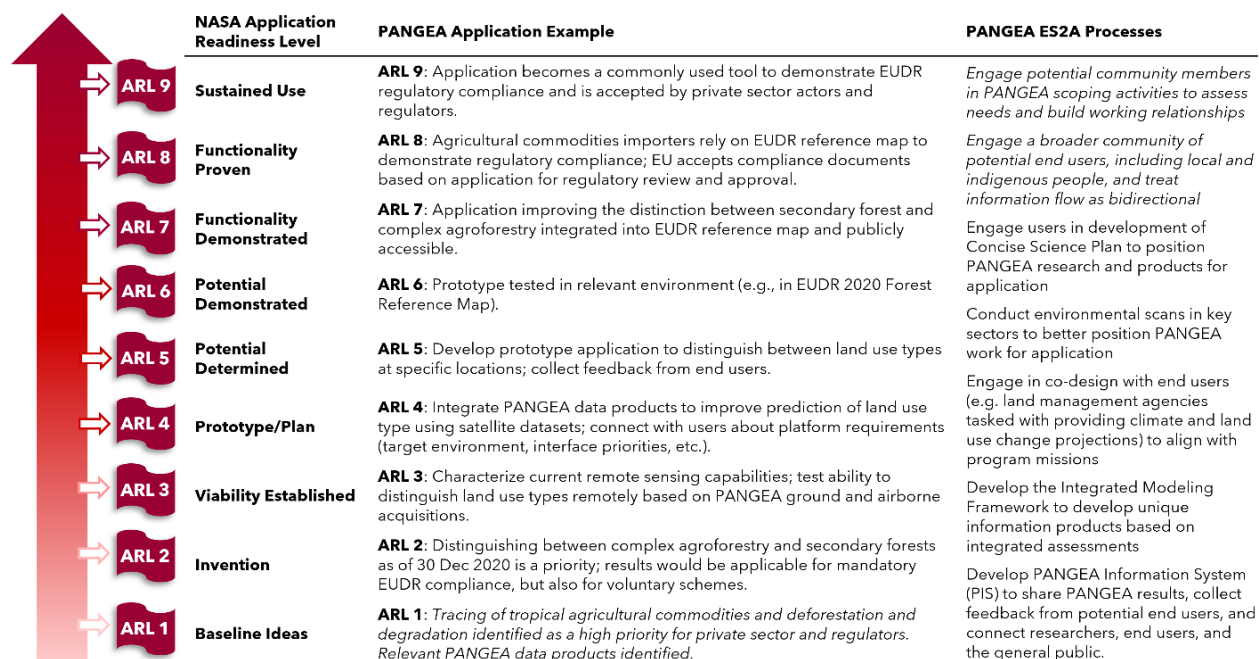 NASA Application
Readiness Level
PANGEA Application Example
PANGEA ES2A Processes
ARL 9
Sustained Use
ARL 9: Application becomes a commonly used tool to demonstrate EUDR
regulatory compliance and is accepted by private sector actors and
regulators.
ARL 8
Functionality
Proven
ARL 8: Agricultural commodities importers rely on EUDR reference map to
demonstrate regulatory compliance; EU accepts compliance documents
based on application for regulatory review and approval.
ARL 7
Functionality
Demonstrated
ARL 7: Application improving the distinction between secondary forest and
complex agroforestry integrated into EUDR reference map and publicly
accessible.
ARL 6
Potential
Demonstrated
ARL 6: Prototype tested in relevant environment (e.g., in EUDR 2020 Forest
Reference Map).
ARL 5
Potential
Determined
ARL 5: Develop prototype application to distinguish between land use types
at specific locations; collect feedback from end users.
ARL 4
Prototype/Plan
ARL 4: Integrate PANGEA data products to improve prediction of land use
type using satellite datasets; connect with users about platform requirements
(target environment, interface priorities, etc.).
ARL 3
Viability Established
ARL 3: Characterize current remote sensing capabilities; test ability to
distinguish land use types remotely based on PANGEA ground and airborne
acquisitions.
ARL 2
Invention
ARL 2: Distinguishing between complex agroforestry and secondary forests
as of 30 Dec 2020 is a priority; results would be applicable for mandatory
EUDR compliance, but also for voluntary schemes.
ARL 1
Baseline Ideas
ARL 1: Tracing of tropical agricultural commodities and deforestation and
degradation identified as a high priority for private sector and regulators.
Relevant PANGEA data products identified.
Engage potential community members
in PANGEA scoping activities to assess
needs and build working relationships
Engage a broader community of
potential end users, including local and
indigenous people, and treat
information flow as bidirectional
Engage users in development of
Concise Science Plan to position
PANGEA research and products for
application
Conduct environmental scans in key
sectors to better position PANGEA
work for application
Engage in co-design with end users
(e.g. land management agencies
tasked with providing climate and land
use change projections) to align with
program missions
Develop the Integrated Modeling
Framework to develop unique
information products based on
integrated assessments
Develop PANGEA Information System
(PIS) to share PANGEA results, collect
feedback from potential end users, and
connect researchers, end users, and
the general public.